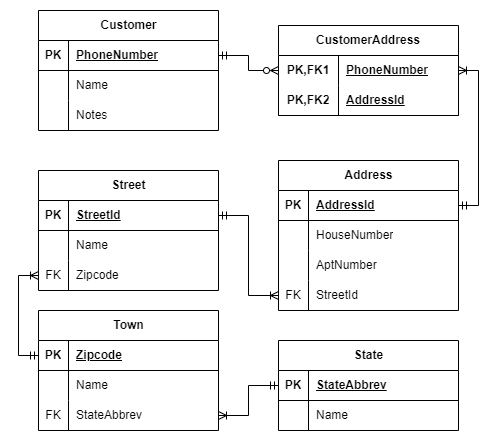 Customer
PK PhoneNumber
Name
Notes
CustomerAddress
PK,FK1 PhoneNumber
PK,FK2 AddressId
Street
PK StreetId
Name
FK Zipcode
Address
PK AddressId
HouseNumber
AptNumber
FK StreetId
Town
PK Zipcode
Name
FK StateAbbrev
State
PK StateAbbrev
Name